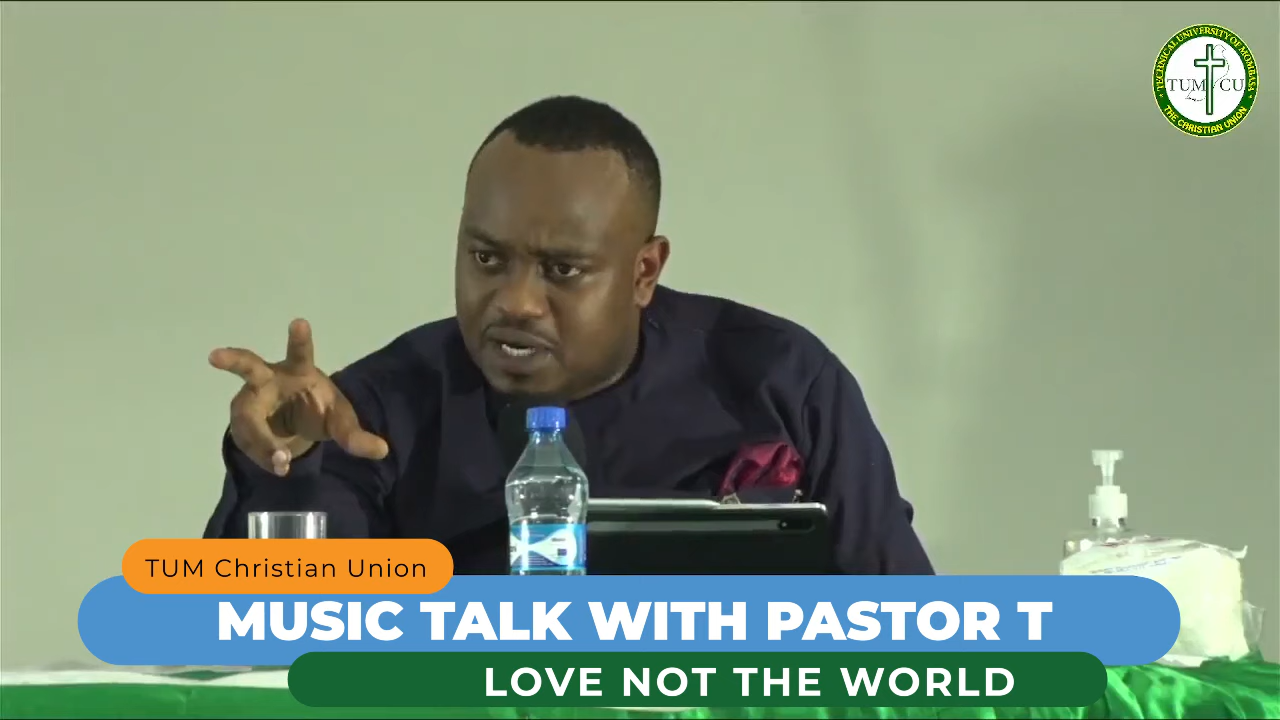 TECHNICAL UNIVERSITY OF MOMBASA
TUM CU
THE CHRISTIAN UNION
TUM Christian Union
MUSIC TALK WITH PASTOR T
LOVE NOT THE WORLD